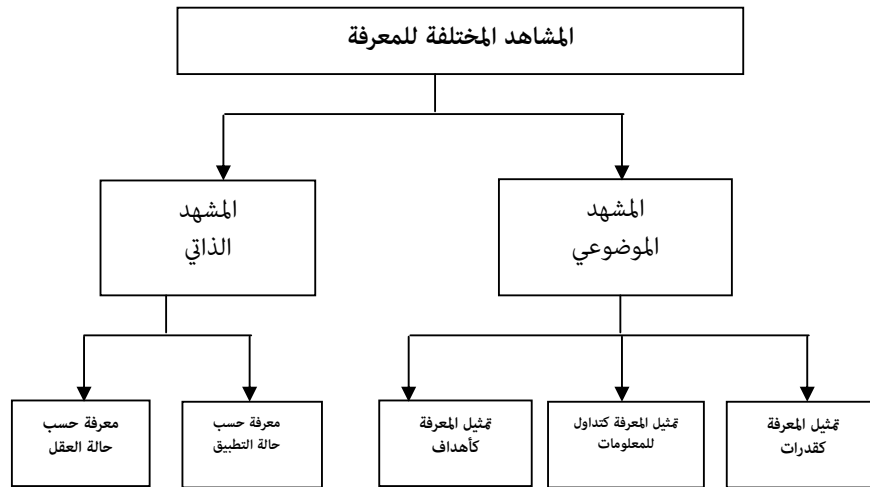 المشاهد المختلفة للمعرفة
المشهد
الموضوعي
المشهد
الذاتي
تمثيل المعرفة
كقدرات
تمثيل المعرفة كتداول
للمعلومات
تمثيل المعرفة
كأهداف
معرفة حسب
حالة التطبيق
معرفة حسب
حالة العقل